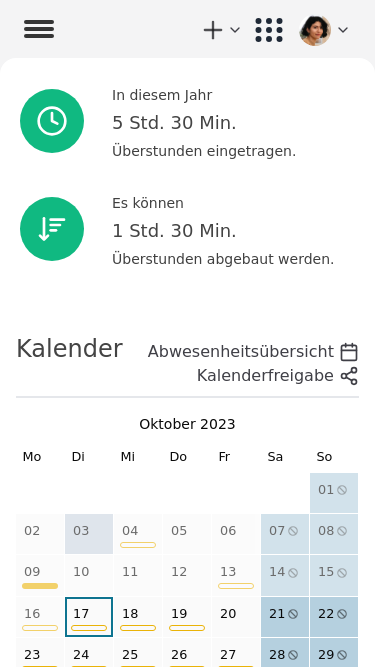 In diesem Jahr
5 Std. 30 Min.
Überstunden eingetragen.
Es können
1 Std. 30 Min.
Überstunden abgebaut werden.
Kalender
Abwesenheitsübersicht
Kalenderfreigabe
Oktober 2023
Mo Di Mi Do Fr Sa So
01
02 03 04 05 06 07 08
09 10 11 12 13 14 15
16 17 18 19 20 21 22
23 24 25 26 27 28 29